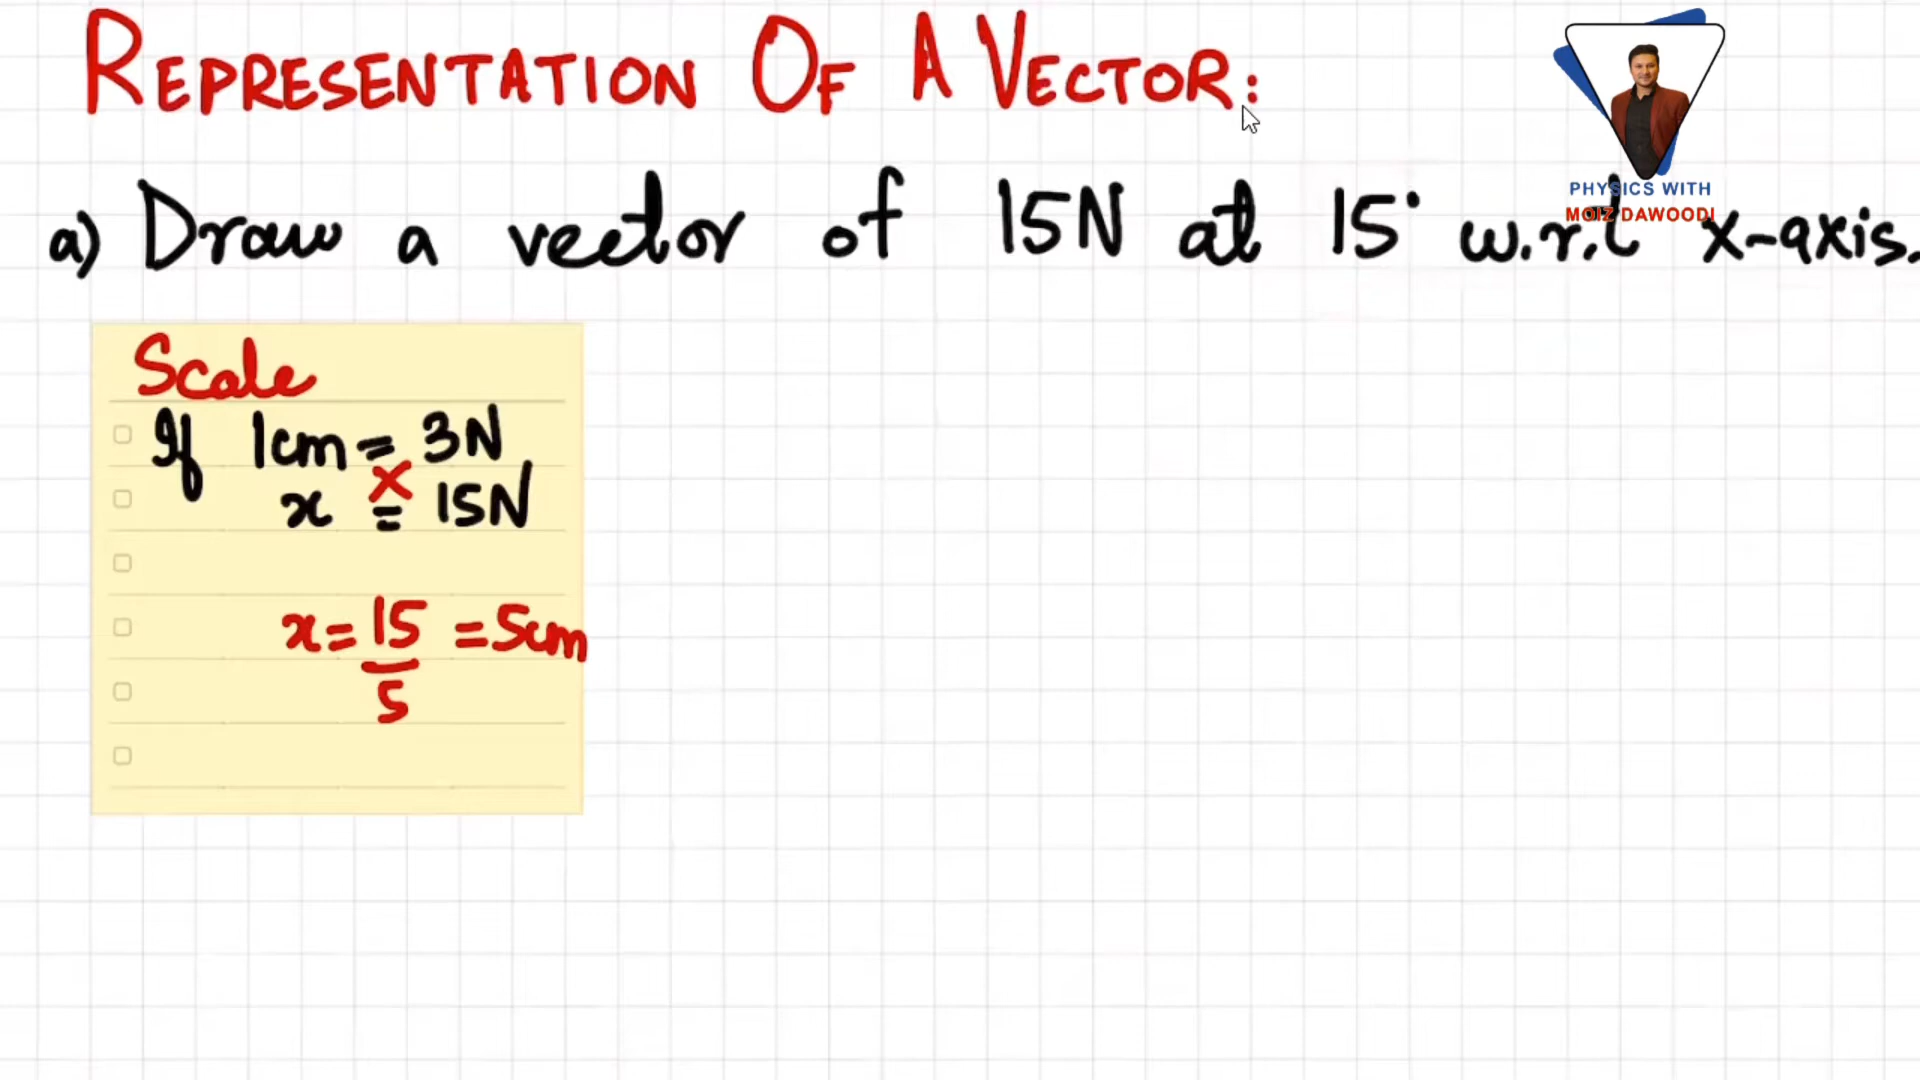 REPRESENTATION OF A VECTOR:
PHYSICS WITH
MOIZ DAWOODI
a) Draw a vector of 15N at 15° w.r.t x-axis.
Scale
If 1cm = 3N
×
x = 15N
x = 15 = 5cm
5